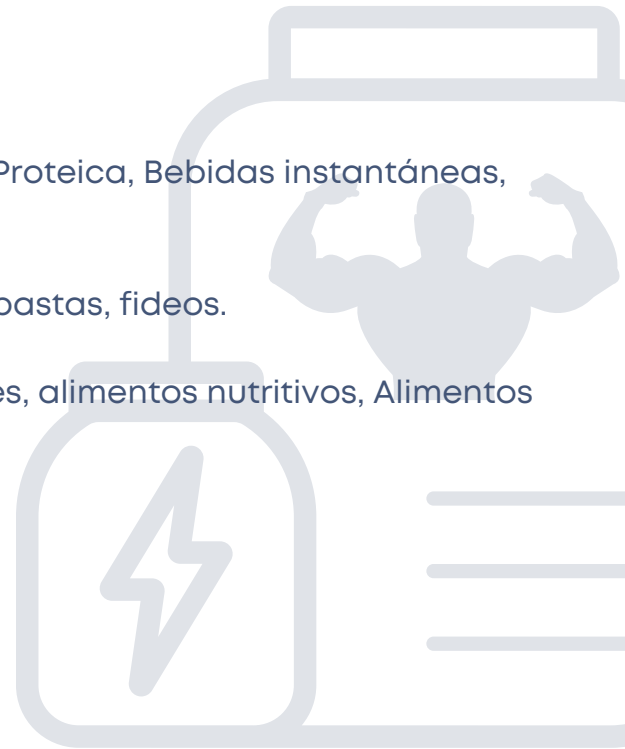 Proteica, Bebidas instantáneas,
pastas, fideos.
es, alimentos nutritivos, Alimentos